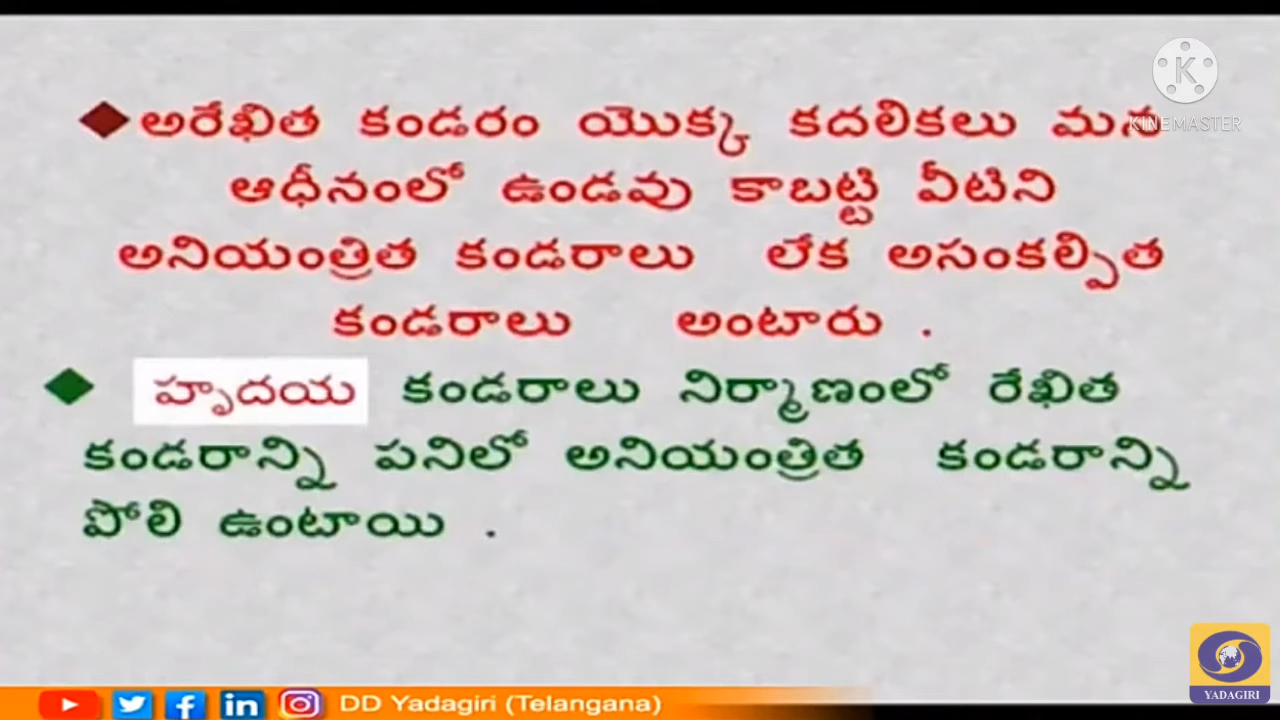 అరేఖిత కండరం యొక్క కదలికలు మన
ఆధీనంలో ఉండవు కాబట్టి వీటిని
అనియంత్రిత కండరాలు లేక అసంకల్పిత
కండరాలు అంటారు .
హృదయ కండరాలు నిర్మాణంలో రేఖిత
కండరాన్ని పనిలో అనియంత్రిత కండరాన్ని
పోలి ఉంటాయి .
K
KINEMASTER
YADAGIRI
DD Yadagiri (Telangana)